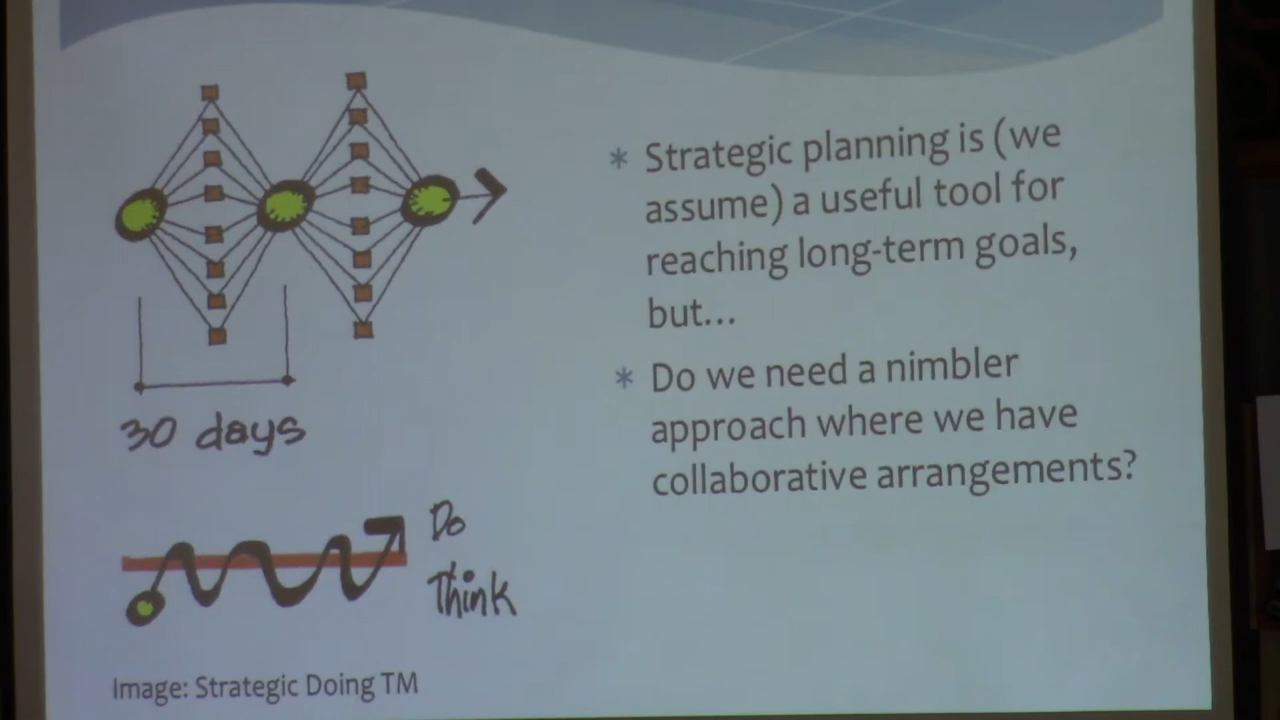 30 days
Do
Think
Image: Strategic Doing TM
* Strategic planning is (we
assume) a useful tool for
reaching long-term goals,
but...
* Do we need a nimbler
approach where we have
collaborative arrangements?